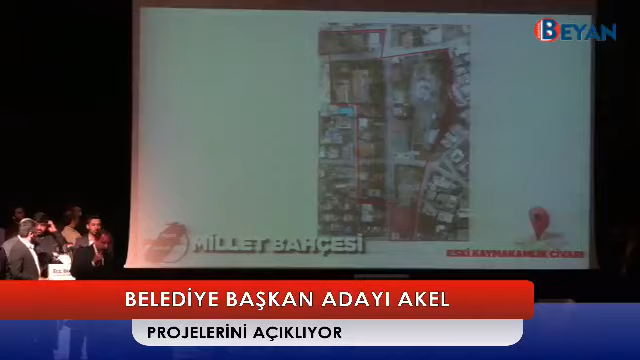 BEYAN
MİLLET BAHÇESİ
ESKİ KAYMAKAMLIK CİVARI
BELEDİYE BAŞKAN ADAYI AKEL
PROJELERİNİ AÇIKLIYOR